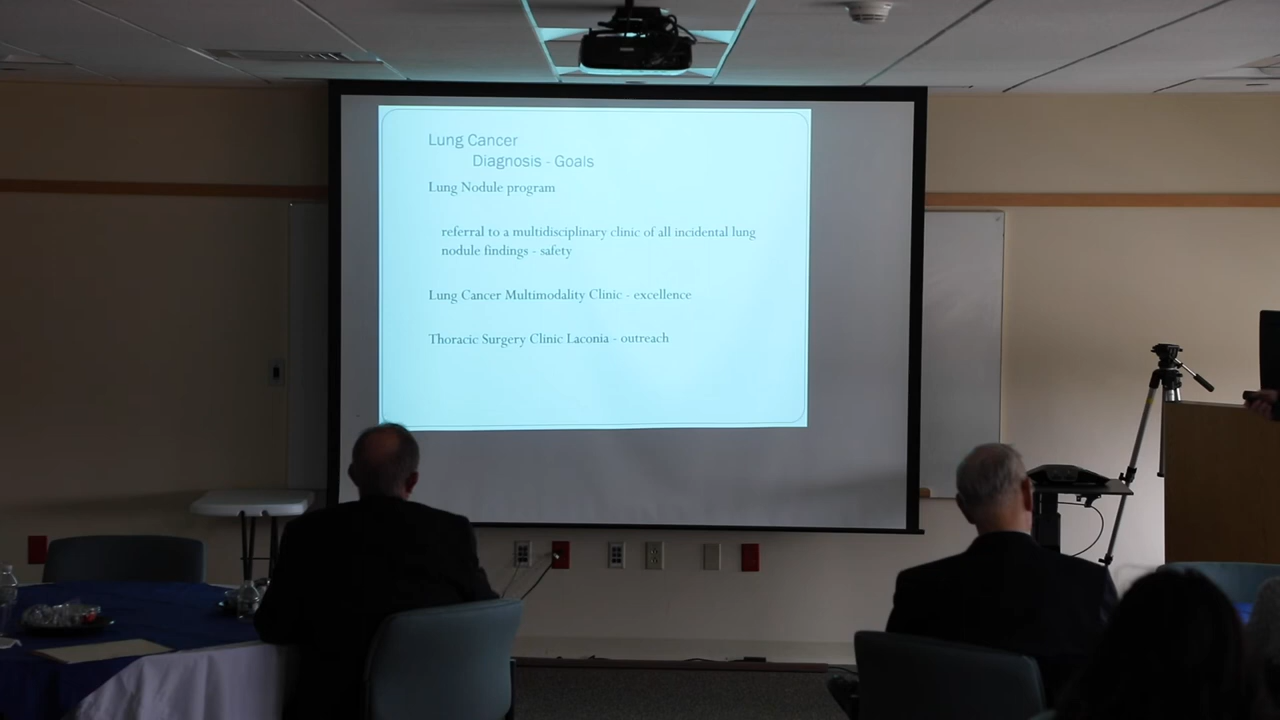 Lung Cancer
Diagnosis - Goals
Lung Nodule program
referral to a multidisciplinary clinic of all incidental lung
nodule findings - safety
Lung Cancer Multimodality Clinic - excellence
Thoracic Surgery Clinic Laconia - outreach